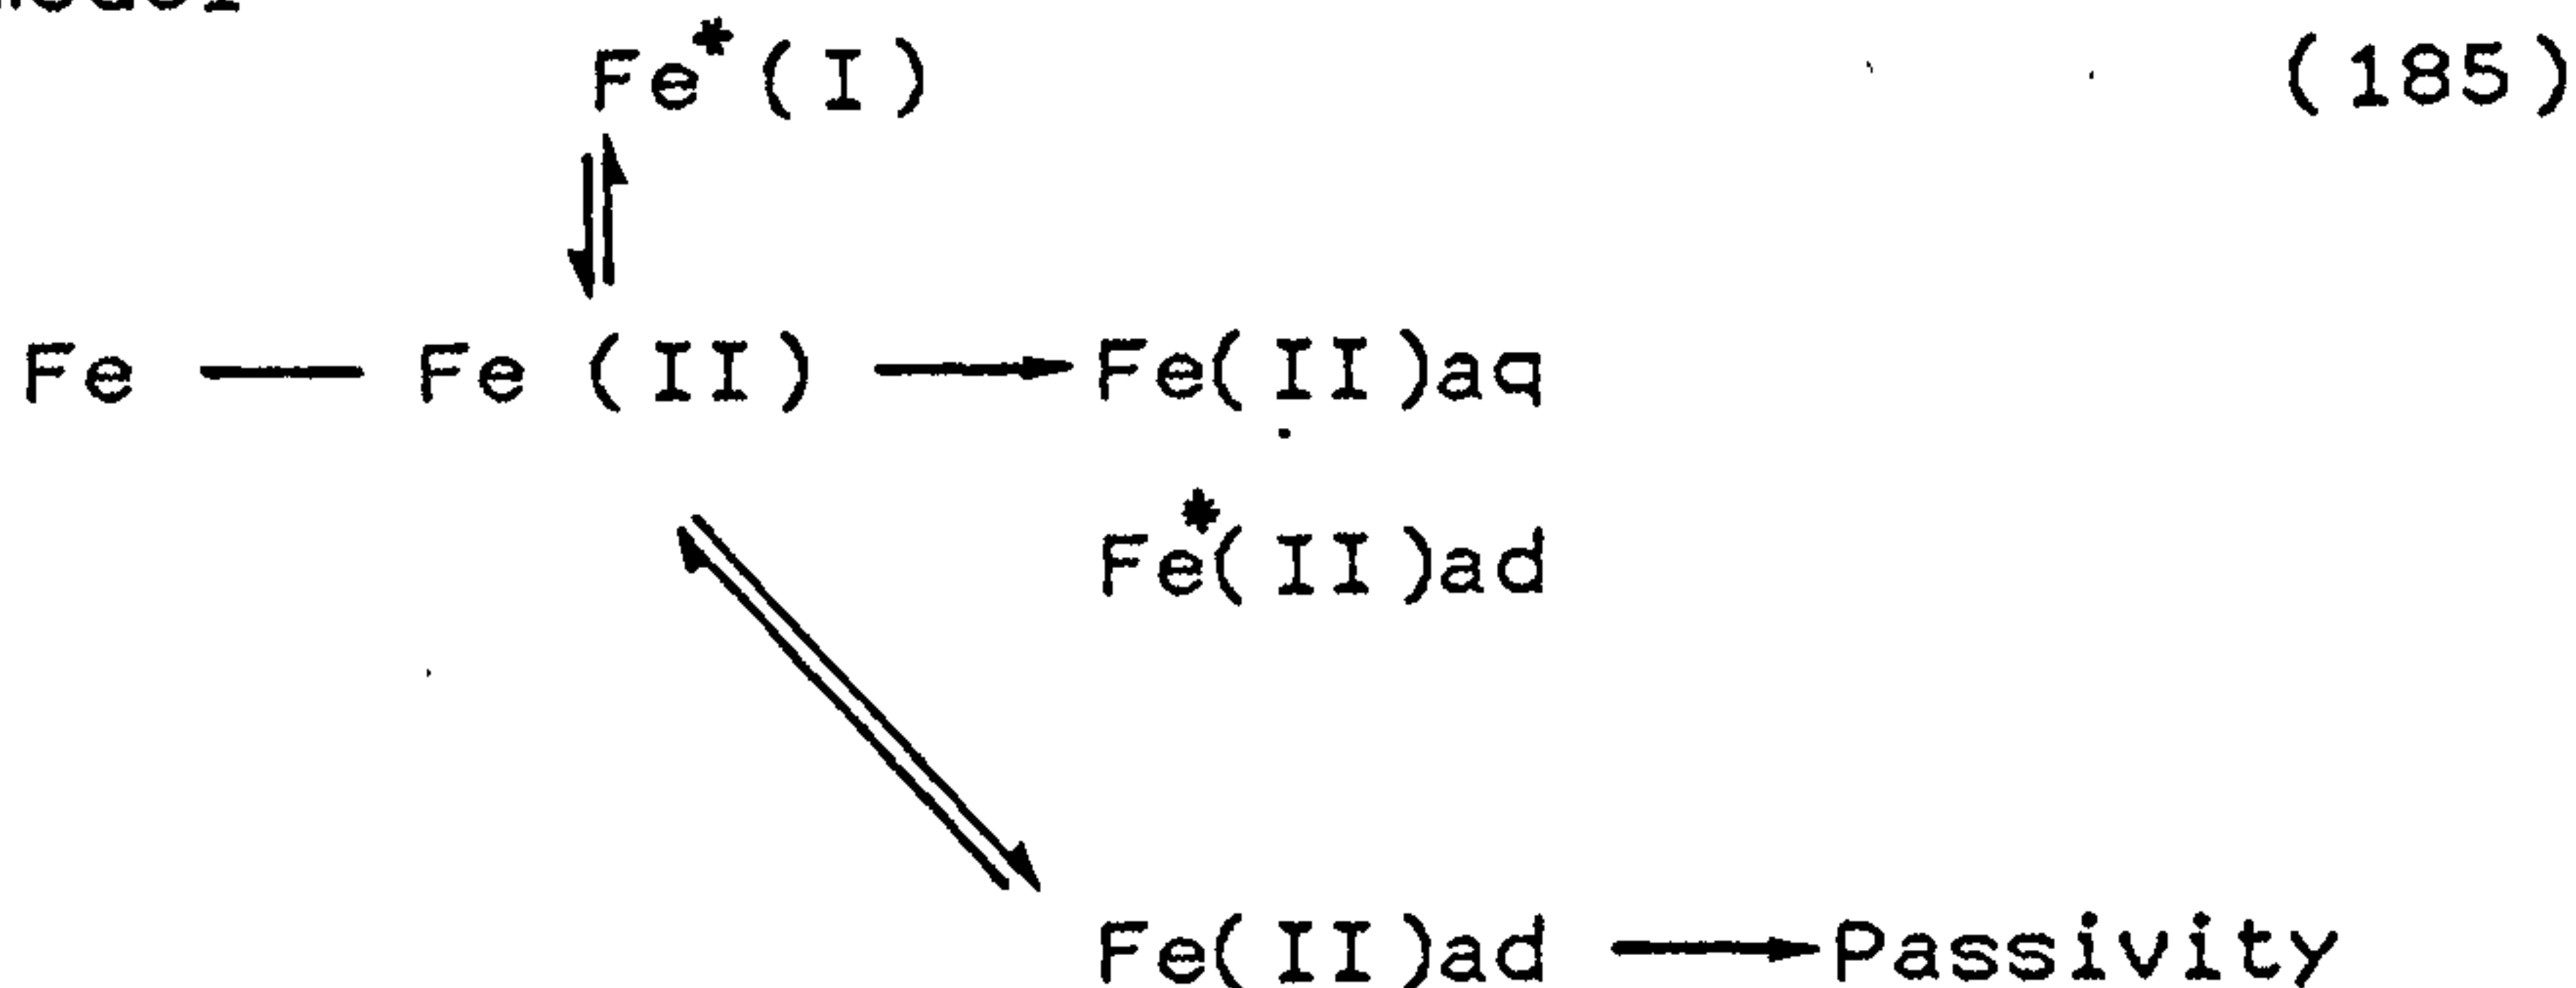 Fe*(I) (185)
Fe — Fe (II) ⟶ Fe(II)aq
Fe*(II)ad
Fe(II)ad ⟶ Passivity